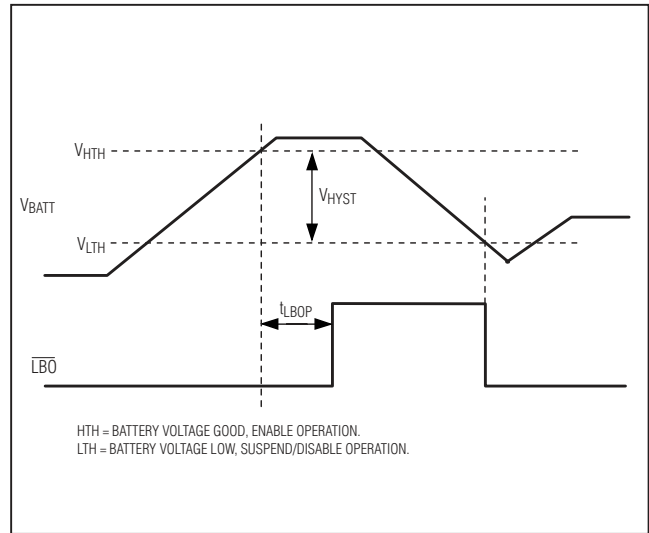 VHTH
VHYST
VBATT
VLTH
tLBOP
LBO
HTH = BATTERY VOLTAGE GOOD, ENABLE OPERATION.
LTH = BATTERY VOLTAGE LOW, SUSPEND/DISABLE OPERATION.